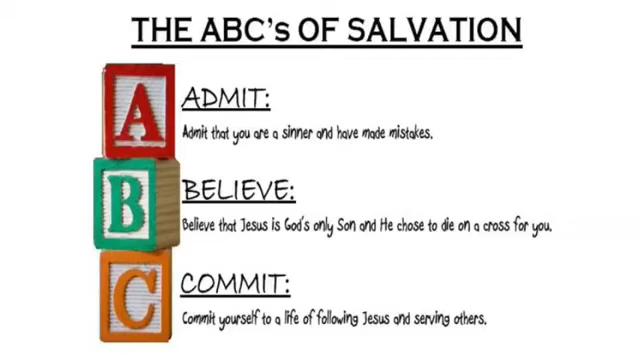 THE ABC's OF SALVATION
A
ADMIT:
Admit that you are a sinner and have made mistakes.
B
BELIEVE:
Believe that Jesus is God's only Son and He chose to die on a cross for you.
C
COMMIT:
Commit yourself to a life of following Jesus and serving others.